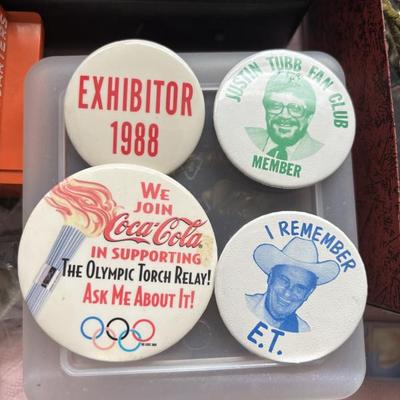 EXHIBITOR
1988
JUSTIN TUBB FAN CLUB
MEMBER
WE
JOIN
Coca-Cola
IN SUPPORTING
THE OLYMPIC TORCH RELAY!
ASK ME ABOUT IT!
I REMEMBER
E.T.